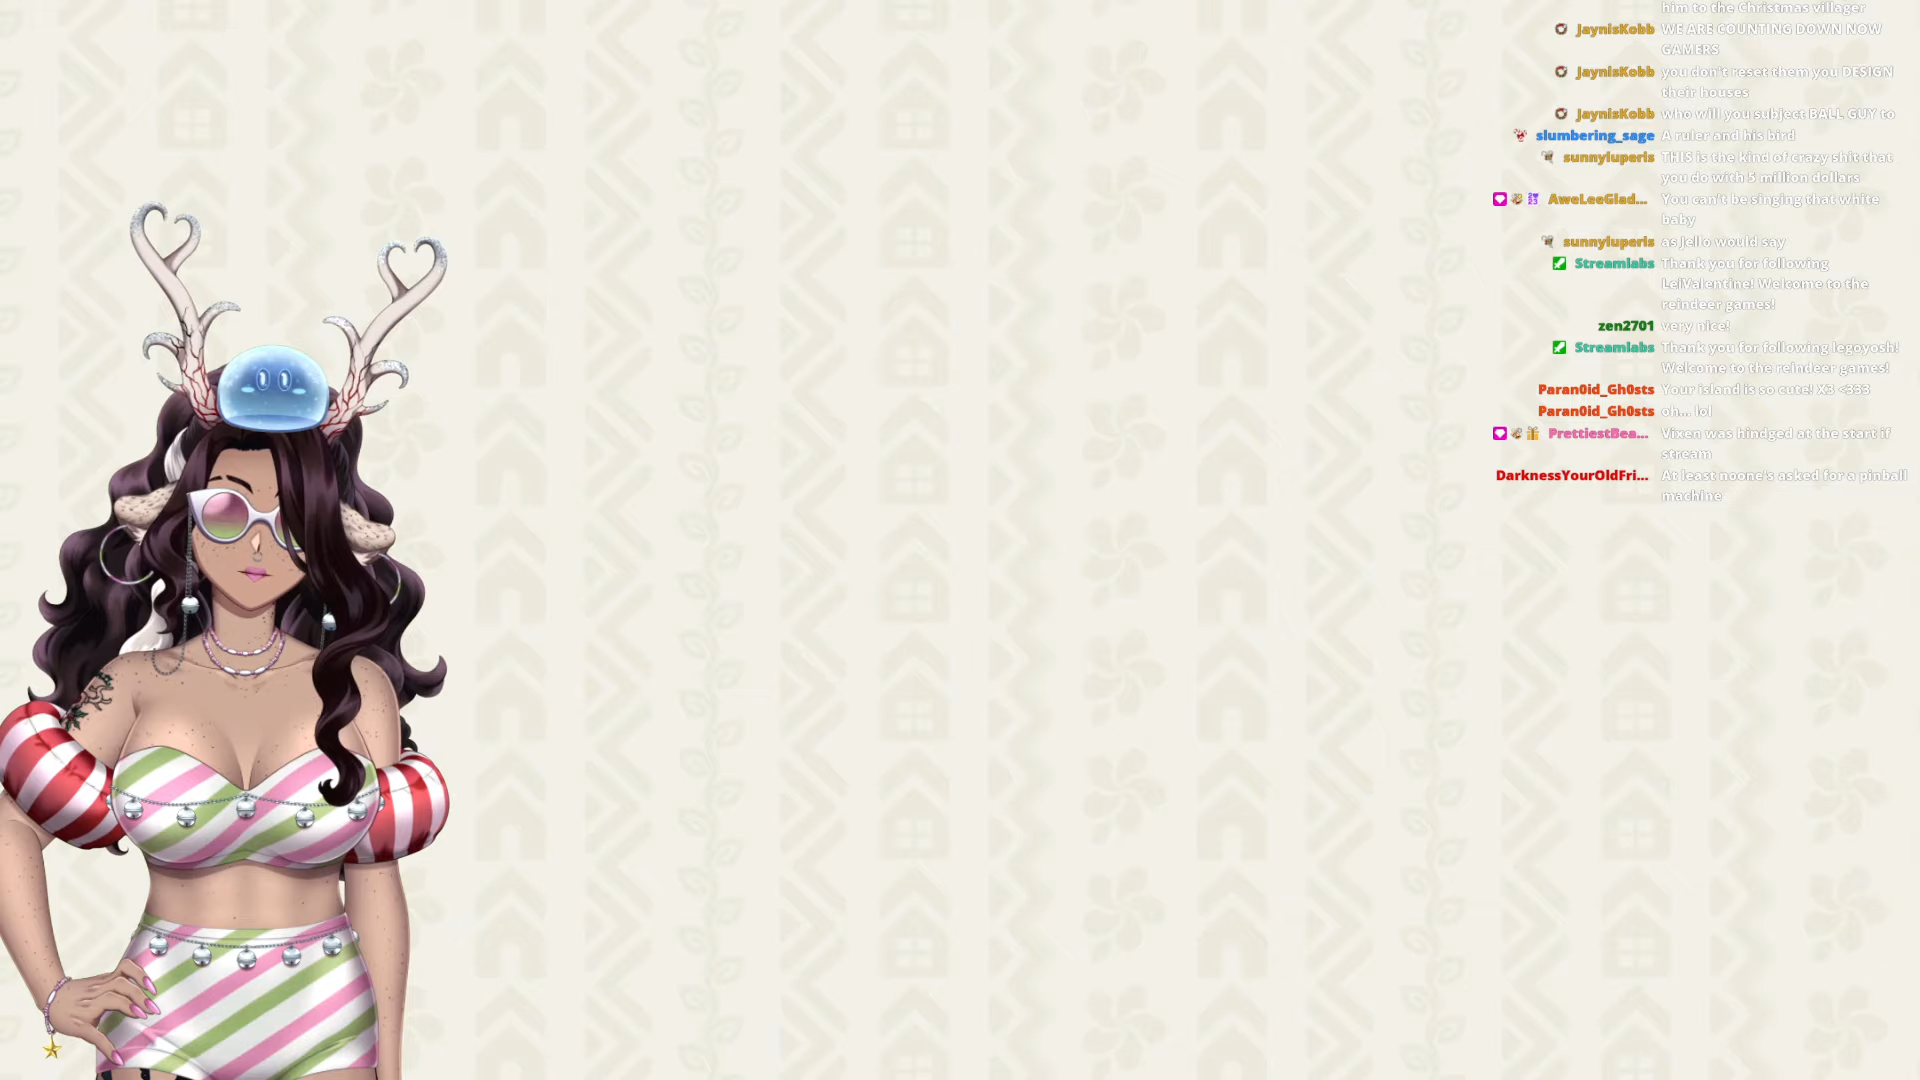 him to the Christmas villager
JaynisKobb WE ARE COUNTING DOWN NOW
GAMERS
JaynisKobb you don't reset them you DESIGN
their houses
JaynisKobb who will you subject BALL GUY to
slumbering_sage A ruler and his bird
sunnyluperis THIS is the kind of crazy shit that
you do with 5 million dollars
AweLeeGlad... You can't be singing that white
baby
sunnyluperis as Jello would say
Streamlabs Thank you for following
LeiValentine! Welcome to the
reindeer games!
zen2701 very nice!
Streamlabs Thank you for following legoyosh!
Welcome to the reindeer games!
Paran0id_Gh0sts Your island is so cute! X3 <333
Paran0id_Gh0sts oh... lol
PrettiestBea... Vixen was hindged at the start if
stream
DarknessYourOldFri... At least noone's asked for a pinball
machine